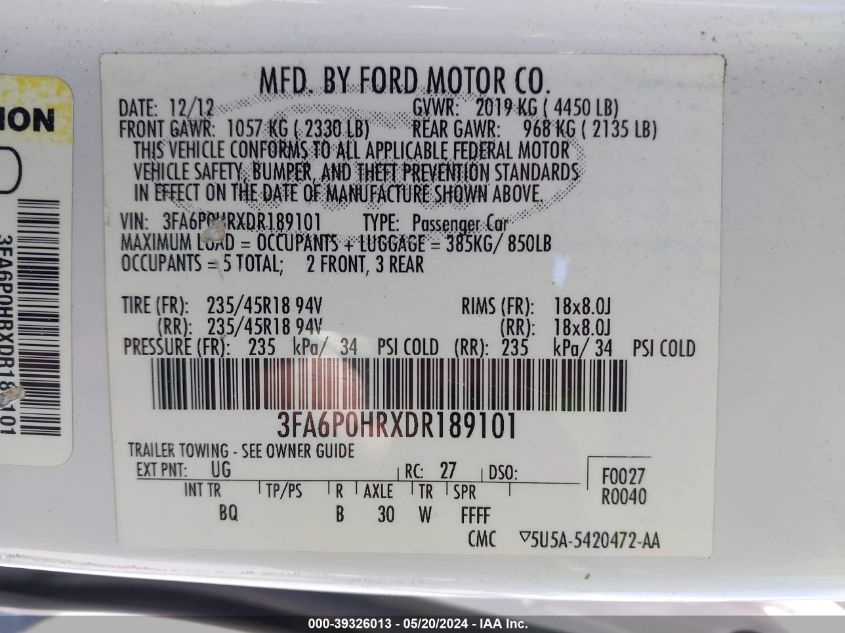 MFD. BY FORD MOTOR CO.
DATE: 12/12 GVWR: 2019 KG ( 4450 LB)
FRONT GAWR: 1057 KG ( 2330 LB) REAR GAWR: 968 KG ( 2135 LB)
THIS VEHICLE CONFORMS TO ALL APPLICABLE FEDERAL MOTOR
VEHICLE SAFETY, BUMPER, AND THEFT PREVENTION STANDARDS
IN EFFECT ON THE DATE OF MANUFACTURE SHOWN ABOVE.
VIN: 3FA6P0HRXDR189101 TYPE: Passenger Car
MAXIMUM LOAD = OCCUPANTS + LUGGAGE = 385KG/ 850LB
OCCUPANTS = 5 TOTAL; 2 FRONT, 3 REAR
TIRE (FR): 235/45R18 94V RIMS (FR): 18x8.0J
(RR): 235/45R18 94V (RR): 18x8.0J
PRESSURE (FR): 235 kPa/ 34 PSI COLD (RR): 235 kPa/ 34 PSI COLD
3FA6P0HRXDR189101
TRAILER TOWING - SEE OWNER GUIDE
EXT PNT: UG RC: 27 DSO:
F0027
R0040
INT TR TP/PS R AXLE TR SPR
BQ B 30 W FFFF
CMC ▽5U5A-5420472-AA
ION
3FA6P0HRXDR189101
000-39326013 - 05/20/2024 - IAA Inc.